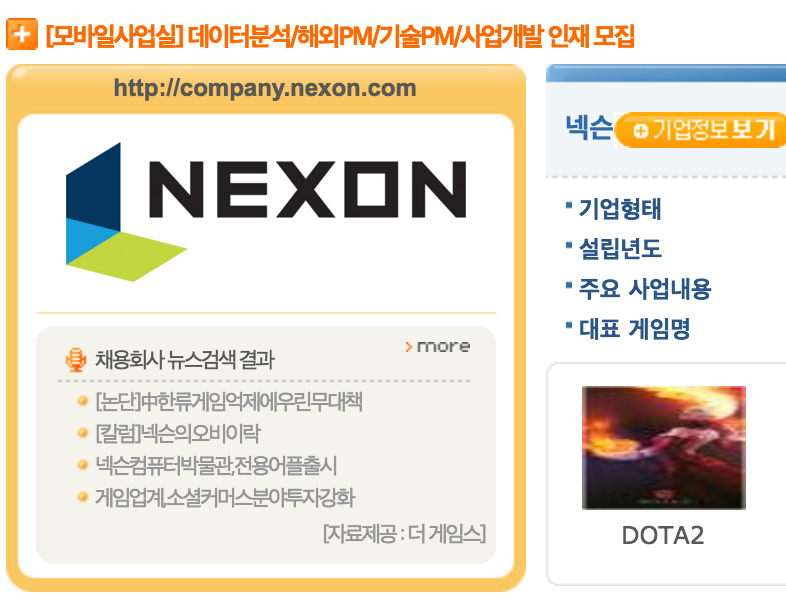 [모바일사업실] 데이터분석/해외PM/기술PM/사업개발 인재 모집
http://company.nexon.com
NEXON
채용회사 뉴스검색 결과
more
[논단]中한류게임억제에우린무대책
[칼럼]넥슨의오비이락
넥슨컴퓨터박물관,전용어플출시
게임업계,소셜커머스분야투자강화
[자료제공 : 더 게임스]
넥슨 기업정보 보기
기업형태
설립년도
주요 사업내용
대표 게임명
DOTA2